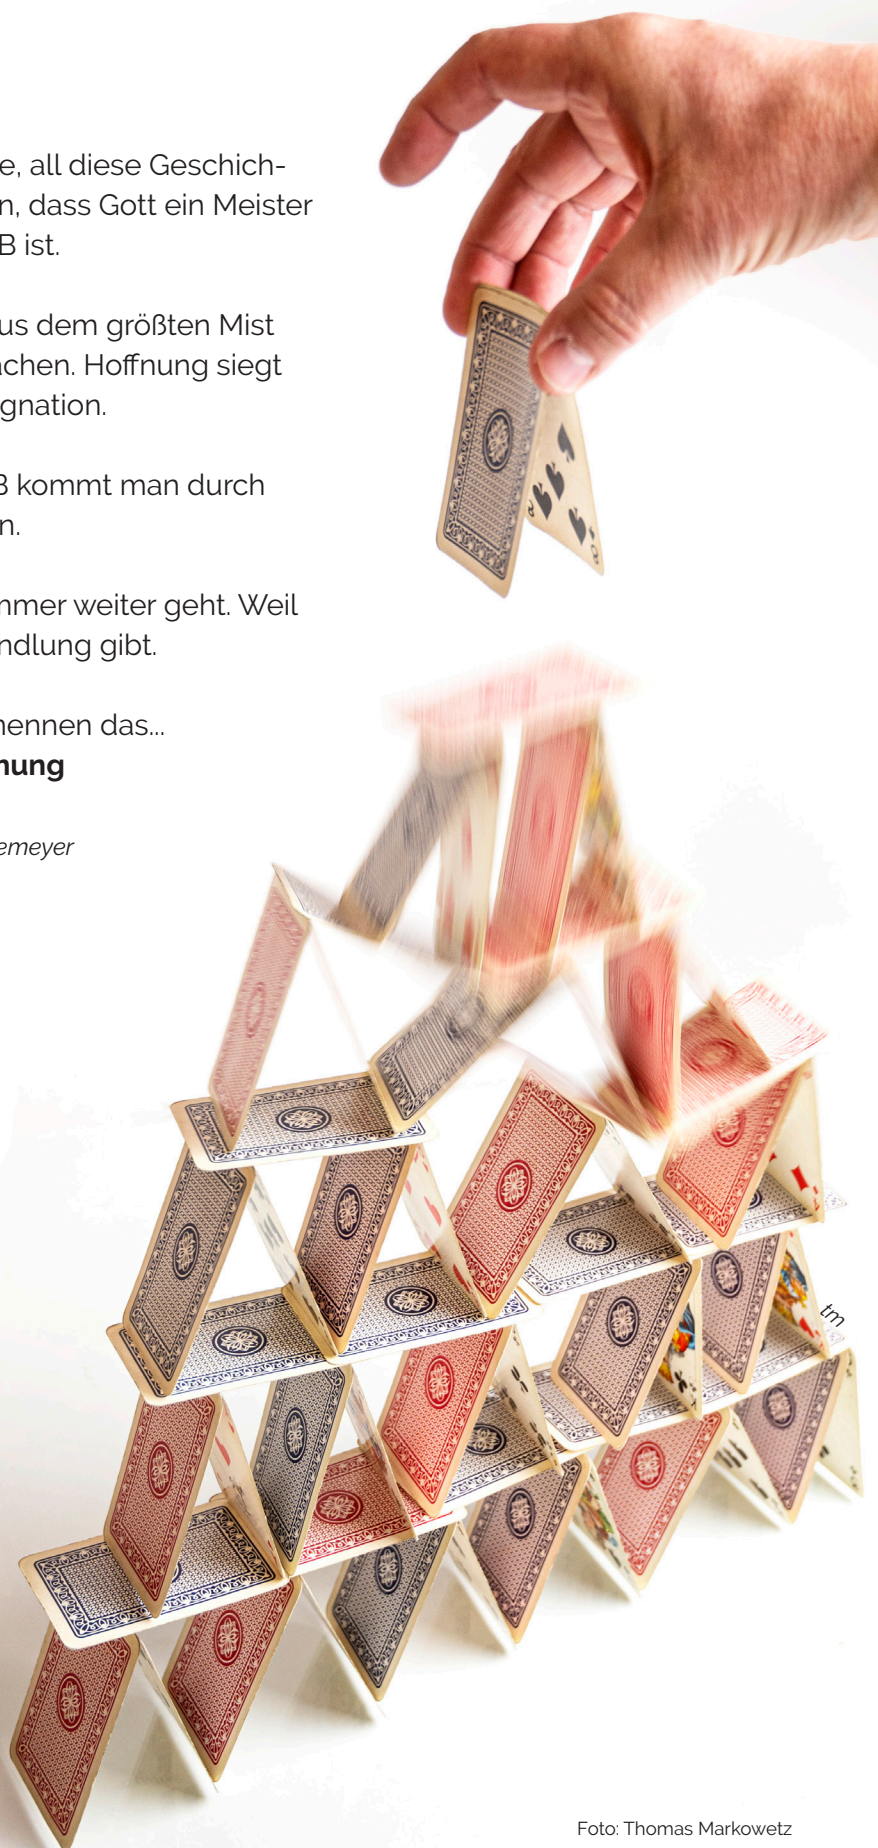 e, all diese Geschich-
n, dass Gott ein Meister
B ist.
us dem größten Mist
achen. Hoffnung siegt
gnation.
B kommt man durch
n.
mmer weiter geht. Weil
ndlung gibt.
nennen das...
nung
emeyer
tm
Foto: Thomas Markowetz